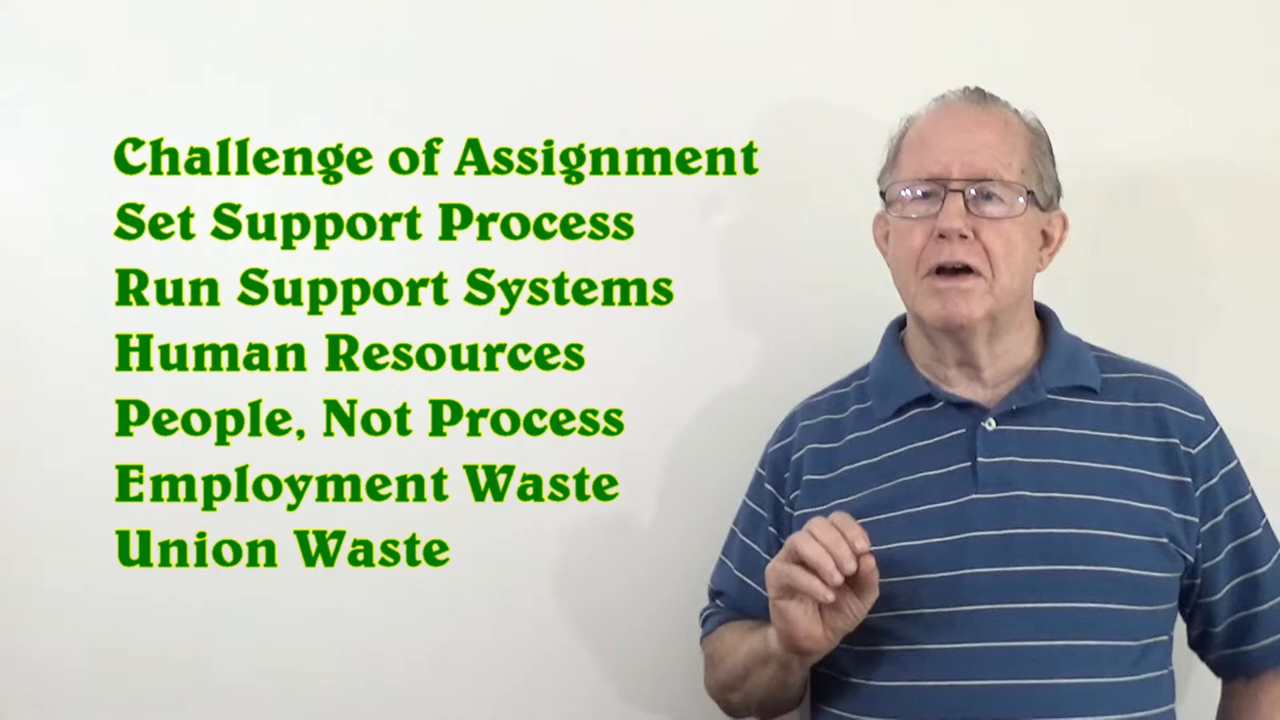 Challenge of Assignment
Set Support Process
Run Support Systems
Human Resources
People, Not Process
Employment Waste
Union Waste